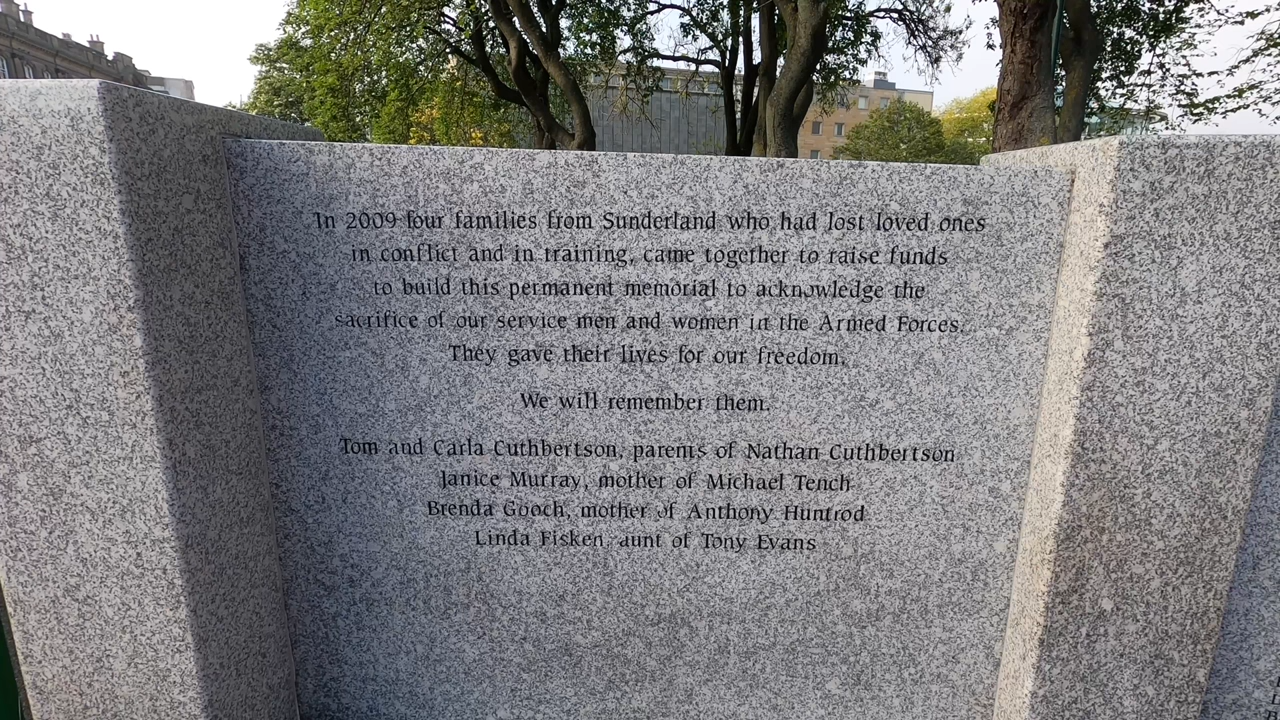 In 2009 four families from Sunderland who had lost loved ones
in conflict and in training, came together to raise funds
to build this permanent memorial to acknowledge the
sacrifice of our service men and women in the Armed Forces.
They gave their lives for our freedom.
We will remember them.
Tom and Carla Cuthbertson, parents of Nathan Cuthbertson
Janice Murray, mother of Michael Tench
Brenda Gooch, mother of Anthony Huntrod
Linda Fisken, aunt of Tony Evans